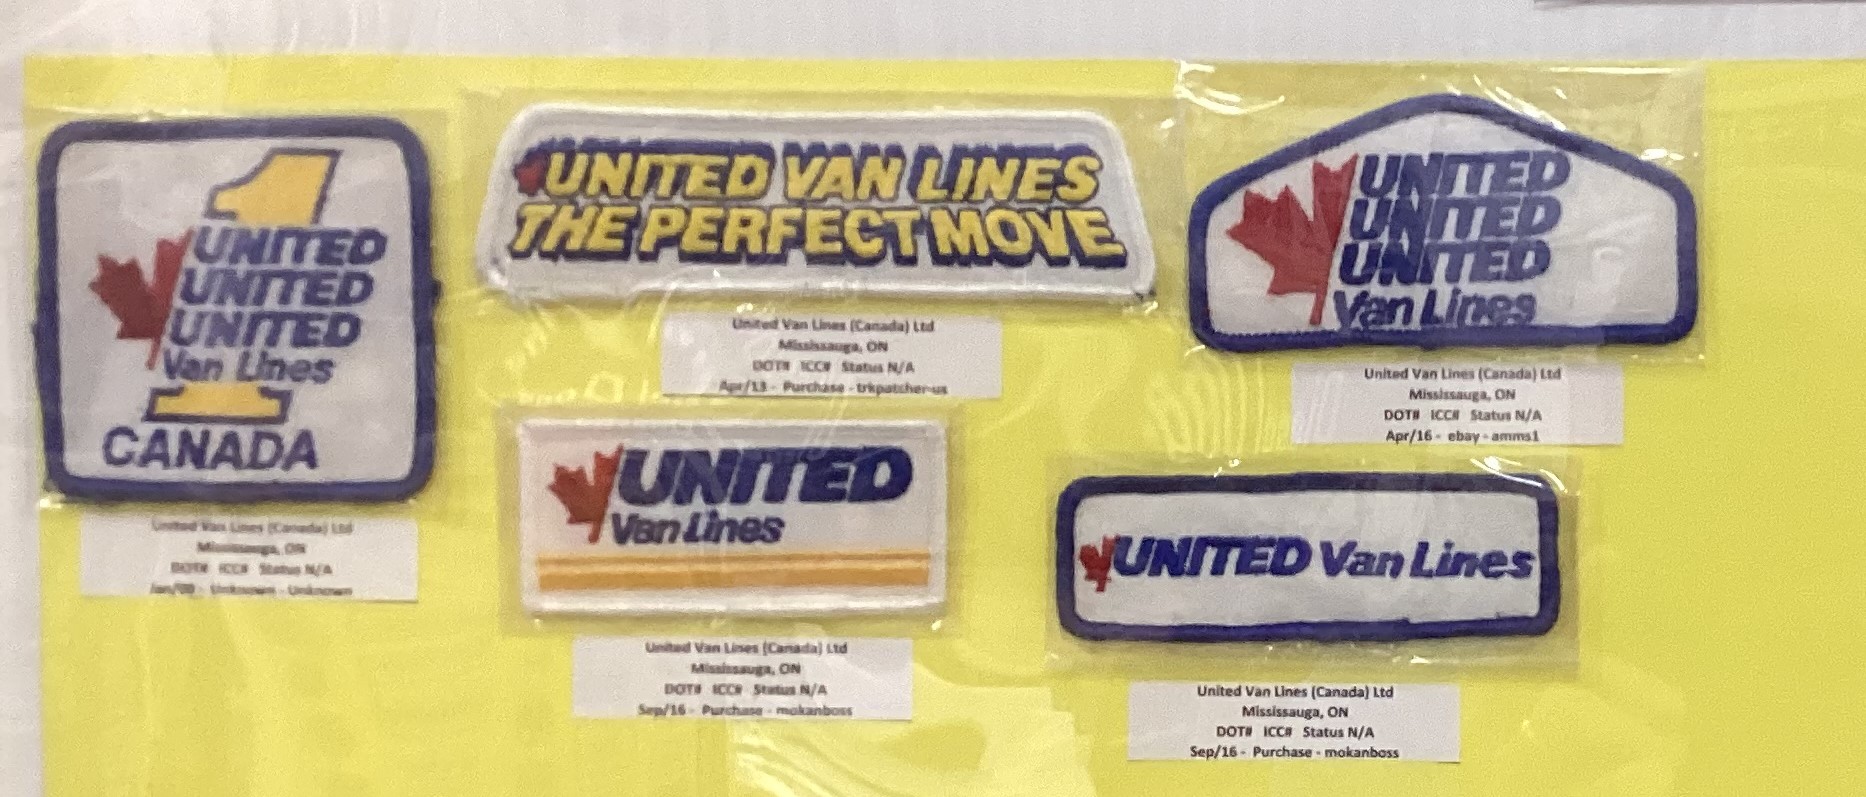 1
UNITED
UNITED
UNITED
Van Lines
CANADA
United Van Lines (Canada) Ltd
Mississauga, ON
DOT# ICC# Status N/A
Jan/00 - Unknown - Unknown
UNITED VAN LINES
THE PERFECT MOVE
United Van Lines (Canada) Ltd
Mississauga, ON
DOT# ICC# Status N/A
Apr/13 - Purchase - trkpatcher-us
UNITED
UNITED
UNITED
Van Lines
United Van Lines (Canada) Ltd
Mississauga, ON
DOT# ICC# Status N/A
Apr/16 - ebay - amms1
UNITED
Van Lines
United Van Lines (Canada) Ltd
Mississauga, ON
DOT# ICC# Status N/A
Sep/16 - Purchase - mokanboss
UNITED Van Lines
United Van Lines (Canada) Ltd
Mississauga, ON
DOT# ICC# Status N/A
Sep/16 - Purchase - mokanboss